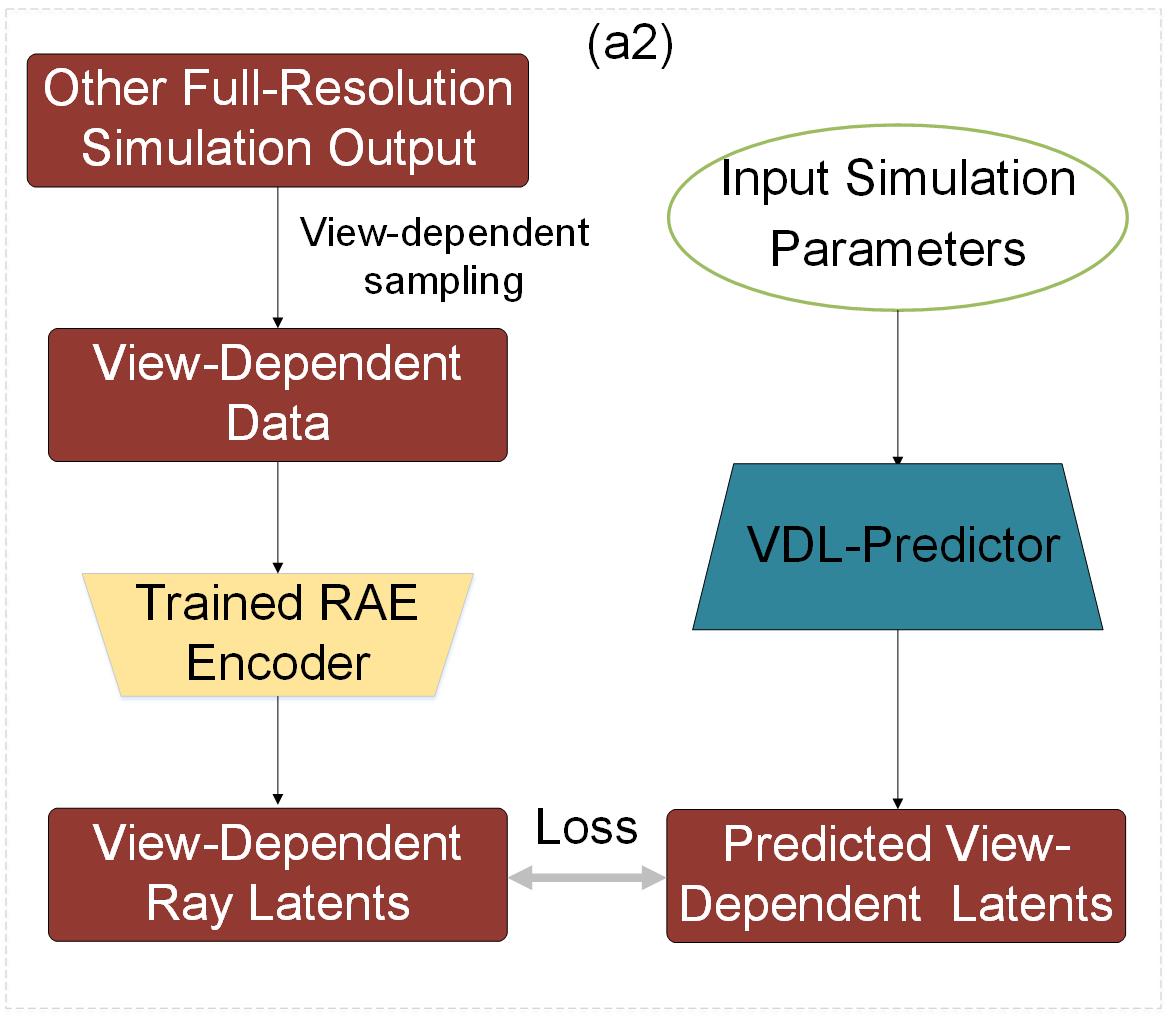 (a2)
Other Full-Resolution
Simulation Output
View-dependent
sampling
View-Dependent
Data
Trained RAE
Encoder
View-Dependent
Ray Latents
Loss
Input Simulation
Parameters
VDL-Predictor
Predicted View-
Dependent Latents